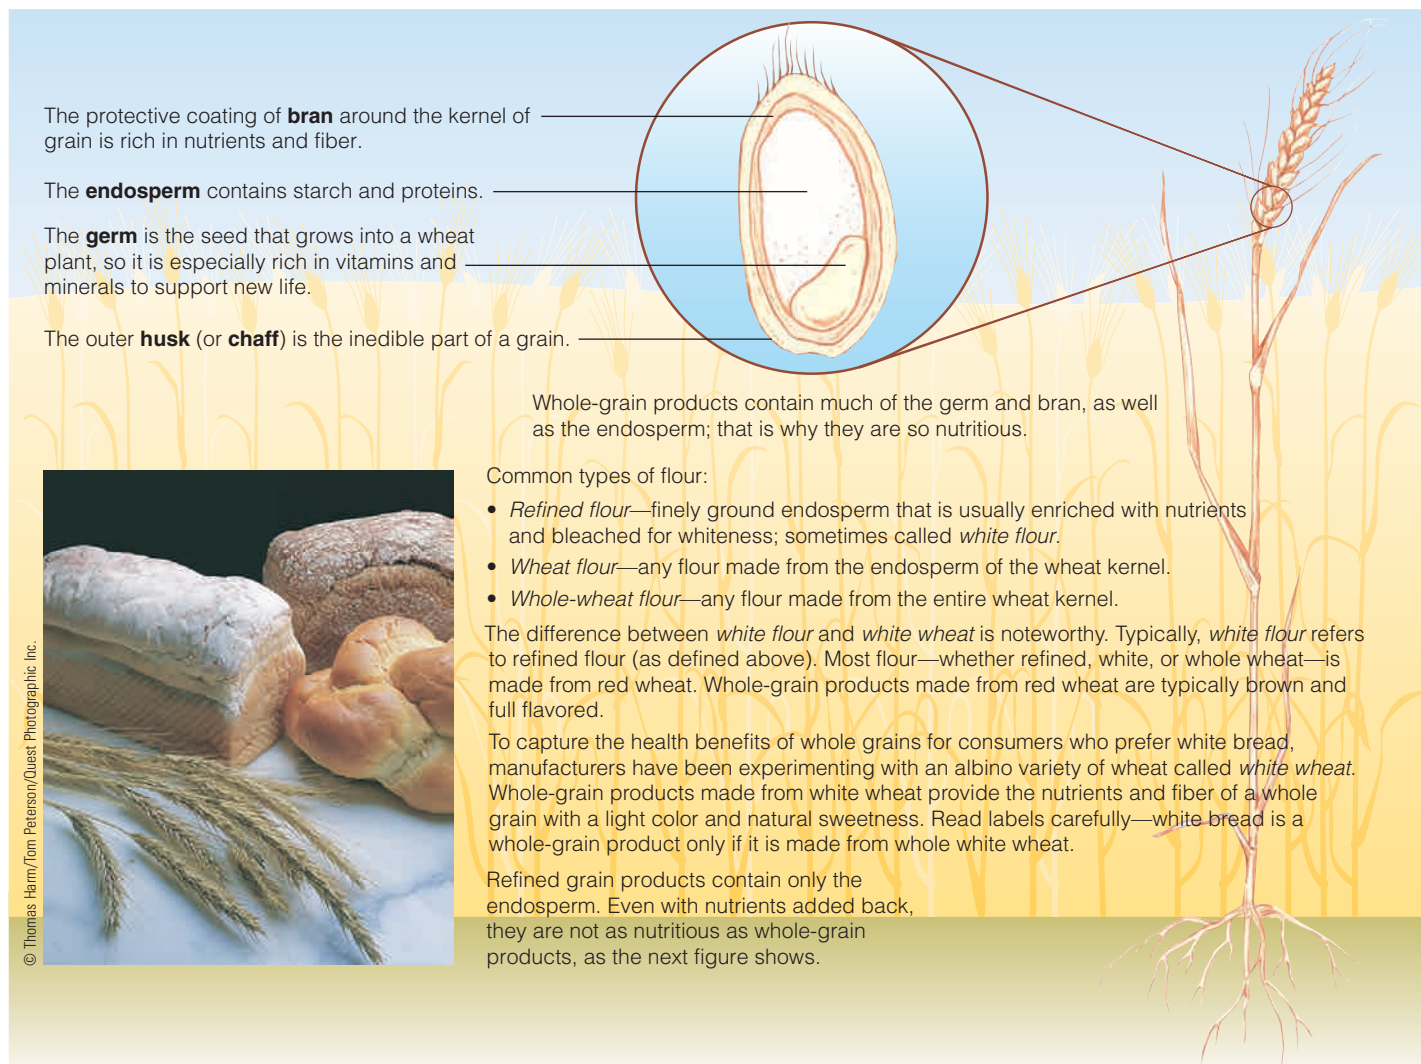 The protective coating of bran around the kernel of
grain is rich in nutrients and fiber.
The endosperm contains starch and proteins.
The germ is the seed that grows into a wheat
plant, so it is especially rich in vitamins and
minerals to support new life.
The outer husk (or chaff) is the inedible part of a grain.
Whole-grain products contain much of the germ and bran, as well
as the endosperm; that is why they are so nutritious.
Common types of flour:
• Refined flour—finely ground endosperm that is usually enriched with nutrients
and bleached for whiteness; sometimes called white flour.
• Wheat flour—any flour made from the endosperm of the wheat kernel.
• Whole-wheat flour—any flour made from the entire wheat kernel.
The difference between white flour and white wheat is noteworthy. Typically, white flour refers
to refined flour (as defined above). Most flour—whether refined, white, or whole wheat—is
made from red wheat. Whole-grain products made from red wheat are typically brown and
full flavored.
To capture the health benefits of whole grains for consumers who prefer white bread,
manufacturers have been experimenting with an albino variety of wheat called white wheat.
Whole-grain products made from white wheat provide the nutrients and fiber of a whole
grain with a light color and natural sweetness. Read labels carefully—white bread is a
whole-grain product only if it is made from whole white wheat.
Refined grain products contain only the
endosperm. Even with nutrients added back,
they are not as nutritious as whole-grain
products, as the next figure shows.
© Thomas Harm/Tom Peterson/Quest Photographic Inc.